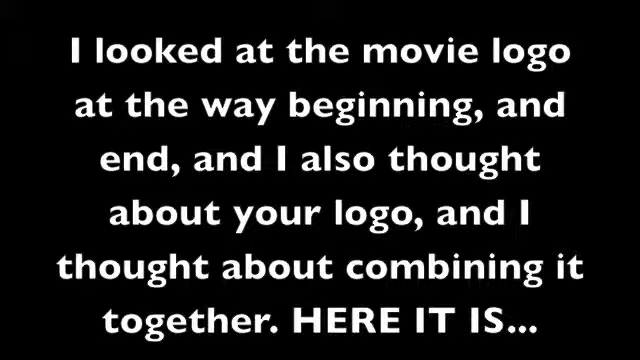 I looked at the movie logo
at the way beginning, and
end, and I also thought
about your logo, and I
thought about combining it
together. HERE IT IS...